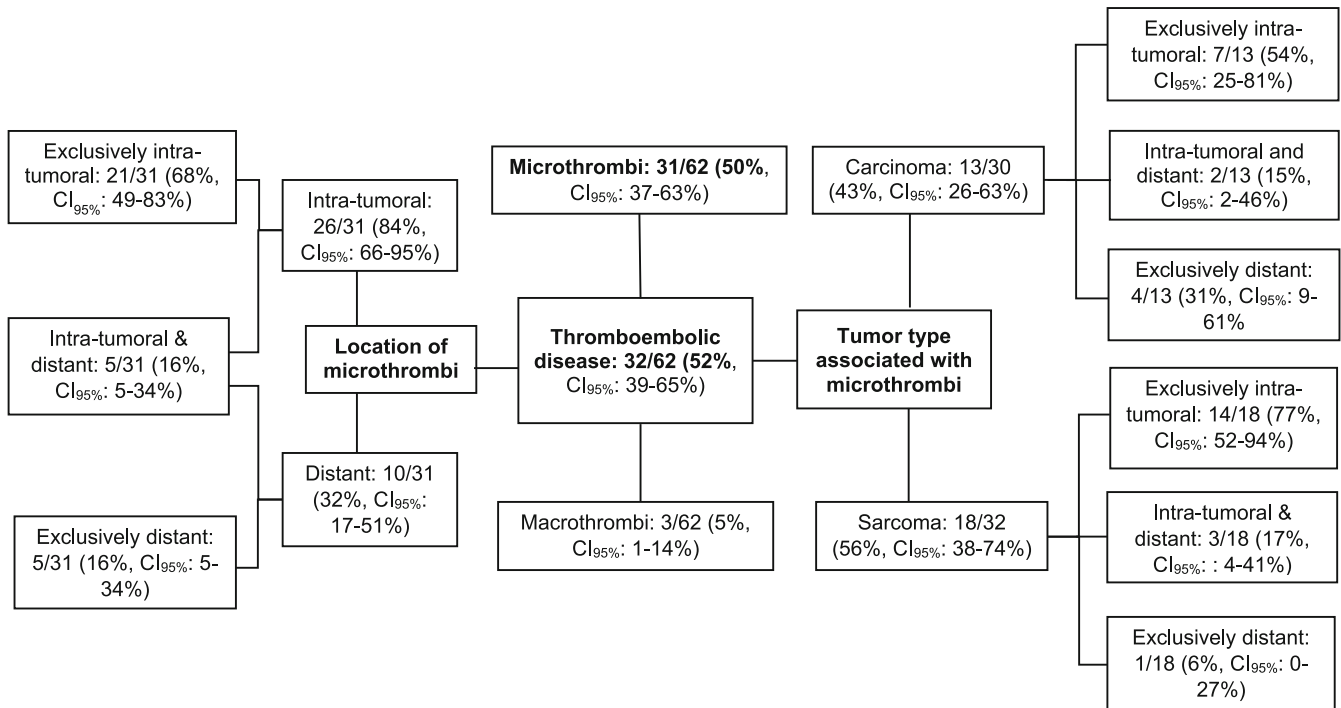 Exclusively intra-
tumoral: 21/31 (68%,
CI95%: 49-83%)
Intra-tumoral & 
distant: 5/31 (16%,
CI95%: 5-34%)
Exclusively distant:
5/31 (16%, CI95%: 5-
34%)
Intra-tumoral:
26/31 (84%,
CI95%: 66-95%)
Location of
microthrombi
Distant: 10/31
(32%, CI95%:
17-51%)
Microthrombi: 31/62 (50%,
CI95%: 37-63%)
Thromboembolic
disease: 32/62 (52%,
CI95%: 39-65%)
Macrothrombi: 3/62 (5%,
CI95%: 1-14%)
Carcinoma: 13/30
(43%, CI95%: 26-63%)
Tumor type
associated with
microthrombi
Sarcoma: 18/32
(56%, CI95%: 38-74%)
Exclusively intra-
tumoral: 7/13 (54%,
CI95%: 25-81%)
Intra-tumoral and
distant: 2/13 (15%,
CI95%: 2-46%)
Exclusively distant:
4/13 (31%, CI95%: 9-
61%
Exclusively intra-
tumoral: 14/18 (77%,
CI95%: 52-94%)
Intra-tumoral &
distant: 3/18 (17%,
CI95%: : 4-41%)
Exclusively distant:
1/18 (6%, CI95%: 0-
27%)